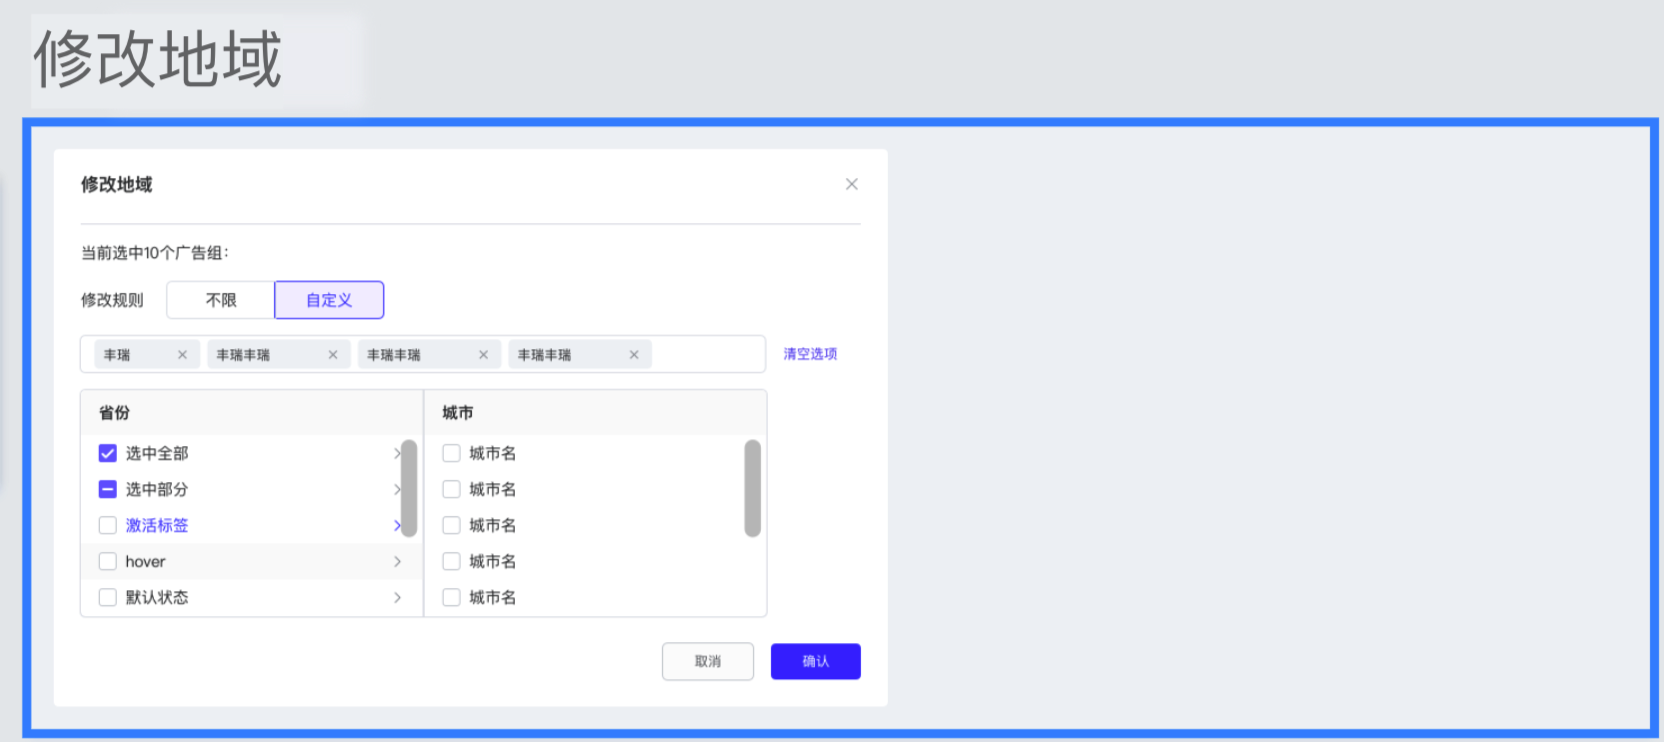 修改地域
修改地域
当前选中10个广告组：
修改规则 不限 自定义
丰瑞 丰瑞丰瑞 丰瑞丰瑞 丰瑞丰瑞 清空选项
省份 城市
选中全部 城市名
选中部分 城市名
激活标签 城市名
hover 城市名
默认状态 城市名
取消 确认